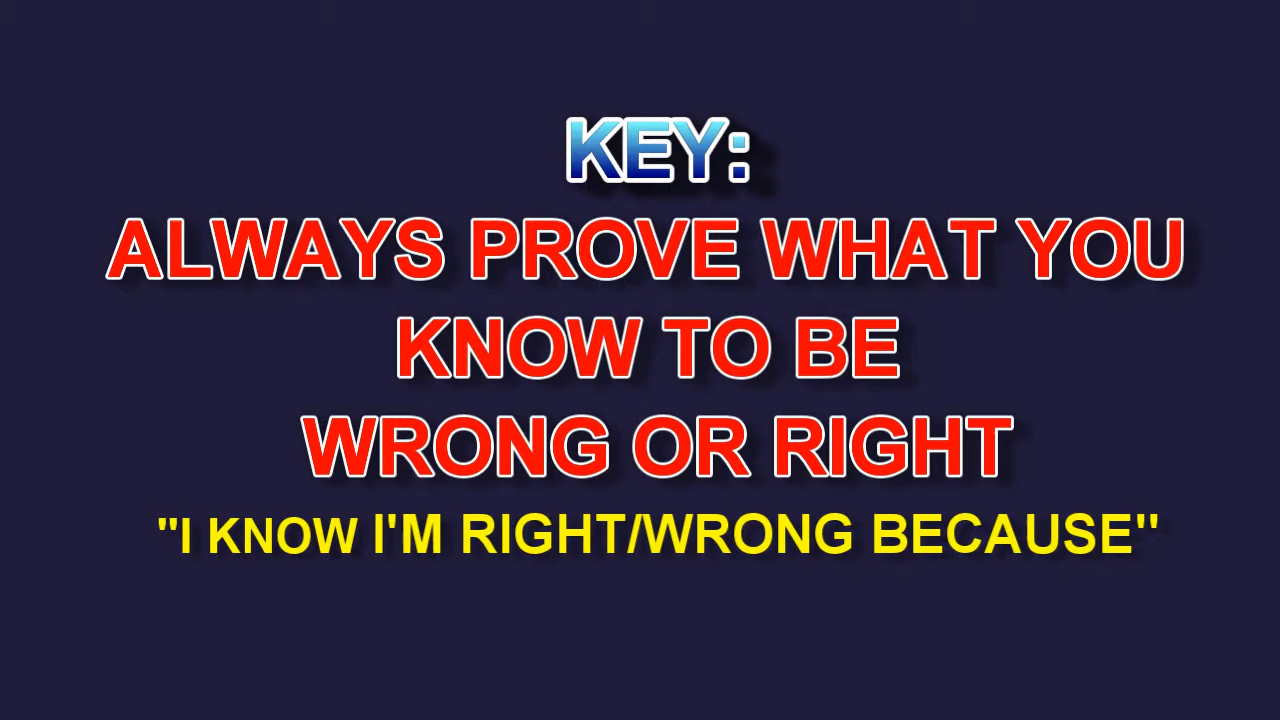 KEY:
ALWAYS PROVE WHAT YOU
KNOW TO BE
WRONG OR RIGHT
"I KNOW I'M RIGHT/WRONG BECAUSE"